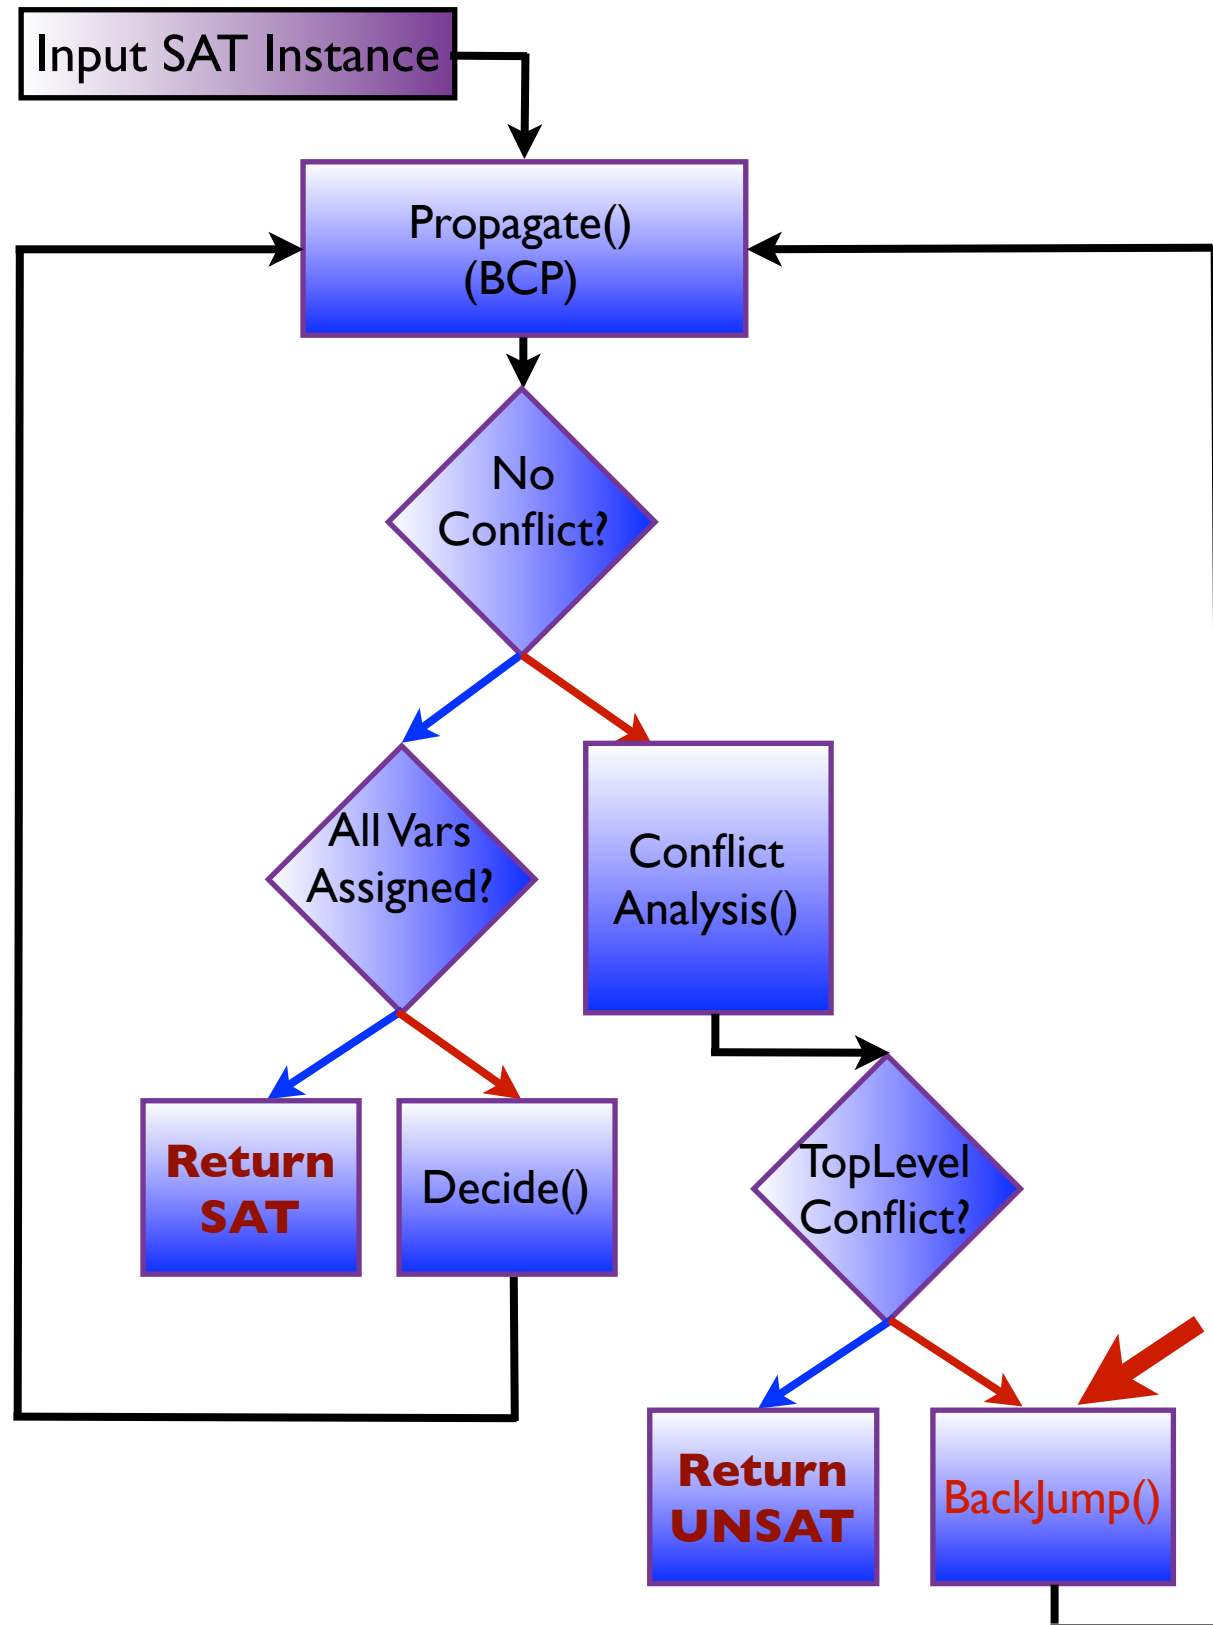 Input SAT Instance
Propagate()
(BCP)
No
Conflict?
All Vars
Assigned?
Conflict
Analysis()
Return
SAT
Decide()
TopLevel
Conflict?
Return
UNSAT
BackJump()